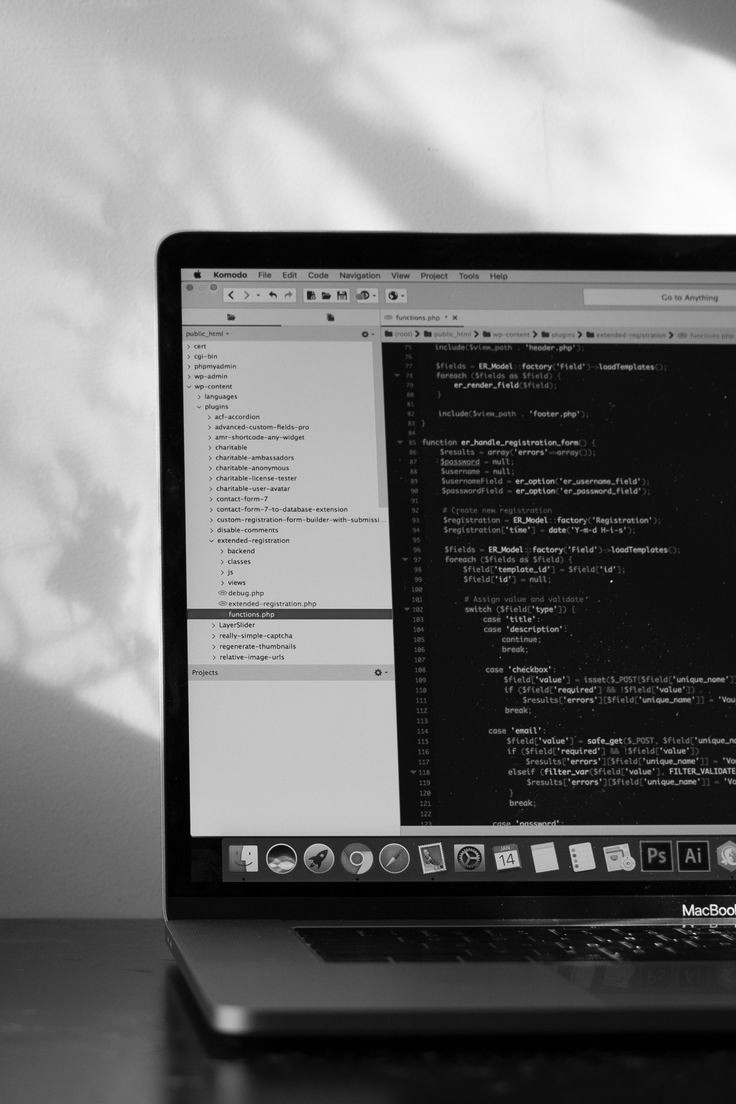 Komodo File Edit Code Navigation View Project Tools Help
Go to Anything
functions.php
public_html
(root) public_html wp-content plugins extended-registration functions.php
cert
cgi-bin
phpmyadmin
wp-admin
wp-content
languages
plugins
acf-accordion
advanced-custom-fields-pro
amr-shortcode-any-widget
charitable
charitable-ambassadors
charitable-anonymous
charitable-license-tester
charitable-user-avatar
contact-form-7
contact-form-7-to-database-extension
custom-registration-form-builder-with-submissi...
disable-comments
extended-registration
backend
classes
js
views
debug.php
extended-registration.php
functions.php
LayerSlider
really-simple-captcha
regenerate-thumbnails
relative-image-urls
Projects
75 include($view_path . 'header.php');
76
77 $fields = ER_Model::factory('Field')->loadTemplates();
78 foreach ($fields as $field) {
79 er_render_field($field);
80 }
81
82 include($view_path . 'footer.php');
83 }
84
85 function er_handle_registration_form() {
86 $results = array('errors'=>array());
87 $password = null;
88 $username = null;
89 $usernameField = er_option('er_username_field');
90 $passwordField = er_option('er_password_field');
91
92 # Create new registration
93 $registration = ER_Model::factory('Registration');
94 $registration['time'] = date('Y-m-d H-i-s');
95
96 $fields = ER_Model::factory('Field')->loadTemplates();
97 foreach ($fields as $field) {
98 $field['template_id'] = $field['id'];
99 $field['id'] = null;
100
101 # Assign value and validate
102 switch ($field['type']) {
103 case 'title':
104 case 'description':
105 continue;
106 break;
107
108 case 'checkbox':
109 $field['value'] = isset($_POST[$field['unique_name']]
110 if ($field['required'] && !$field['value'])
111 $results['errors'][$field['unique_name']] = 'You
112 break;
113
114 case 'email':
115 $field['value'] = safe_get($_POST, $field['unique_na
116 if ($field['required'] && !$field['value'])
117 $results['errors'][$field['unique_name']] = 'Vo
118 elseif (filter_var($field['value'], FILTER_VALIDATE
119 $results['errors'][$field['unique_name']] = 'Vo
120 }
121 break;
122
123 case 'password':
JAN
14
Ps
Ai
MacBoo